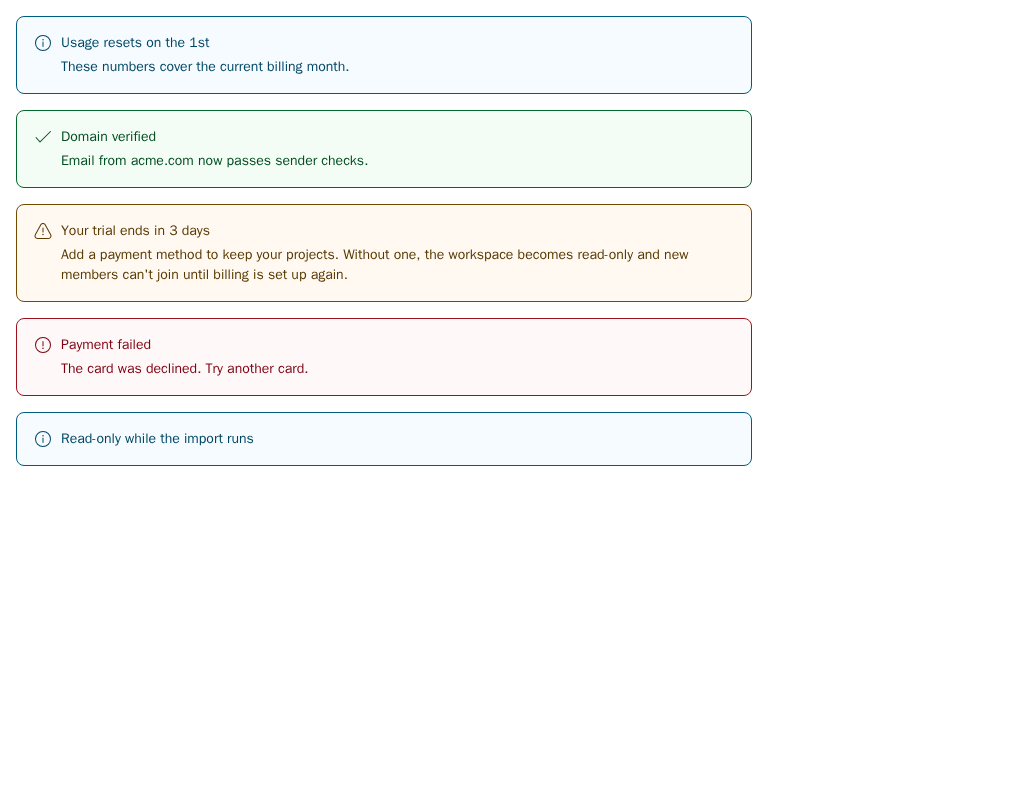 Usage resets on the 1st
These numbers cover the current billing month.
Domain verified
Email from acme.com now passes sender checks.
Your trial ends in 3 days
Add a payment method to keep your projects. Without one, the workspace becomes read-only and new
members can't join until billing is set up again.
Payment failed
The card was declined. Try another card.
Read-only while the import runs